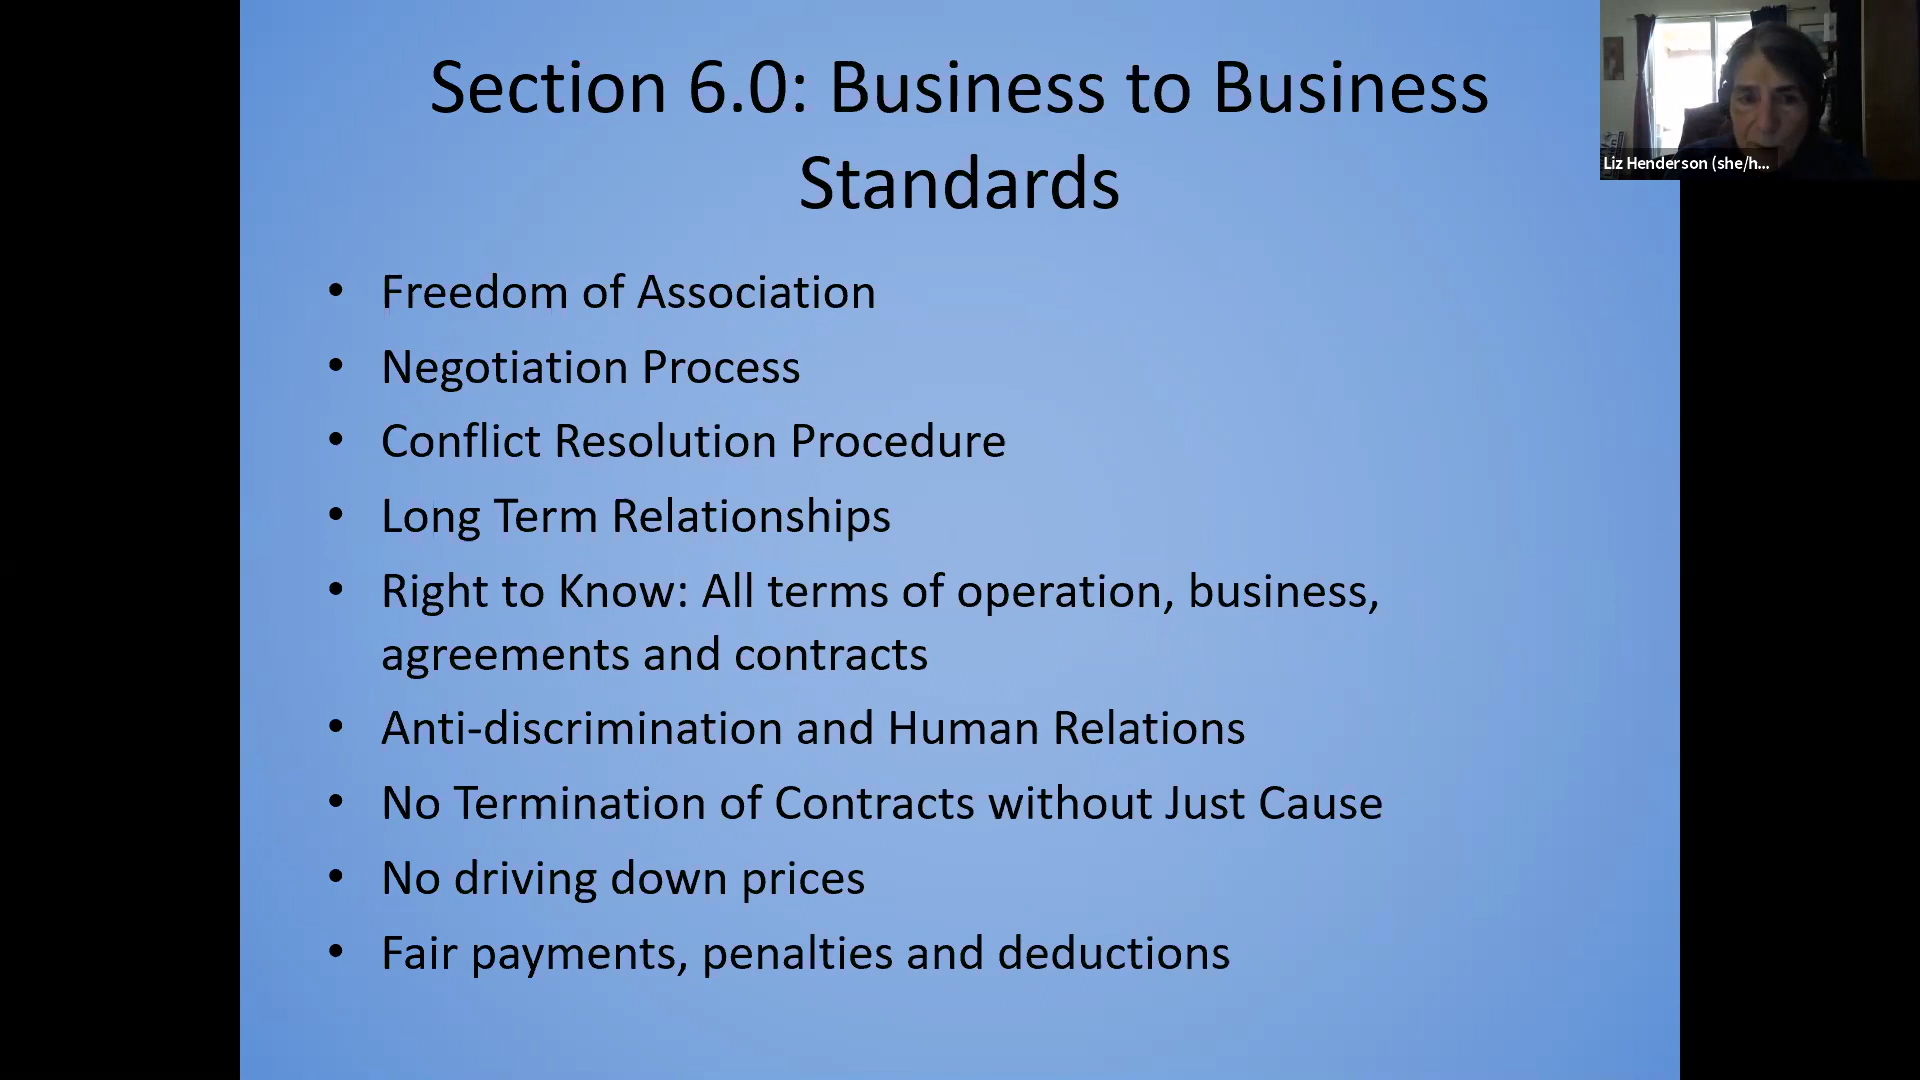 Section 6.0: Business to Business
Standards
Liz Henderson (she/h...
• Freedom of Association
• Negotiation Process
• Conflict Resolution Procedure
• Long Term Relationships
• Right to Know: All terms of operation, business,
agreements and contracts
• Anti-discrimination and Human Relations
• No Termination of Contracts without Just Cause
• No driving down prices
• Fair payments, penalties and deductions